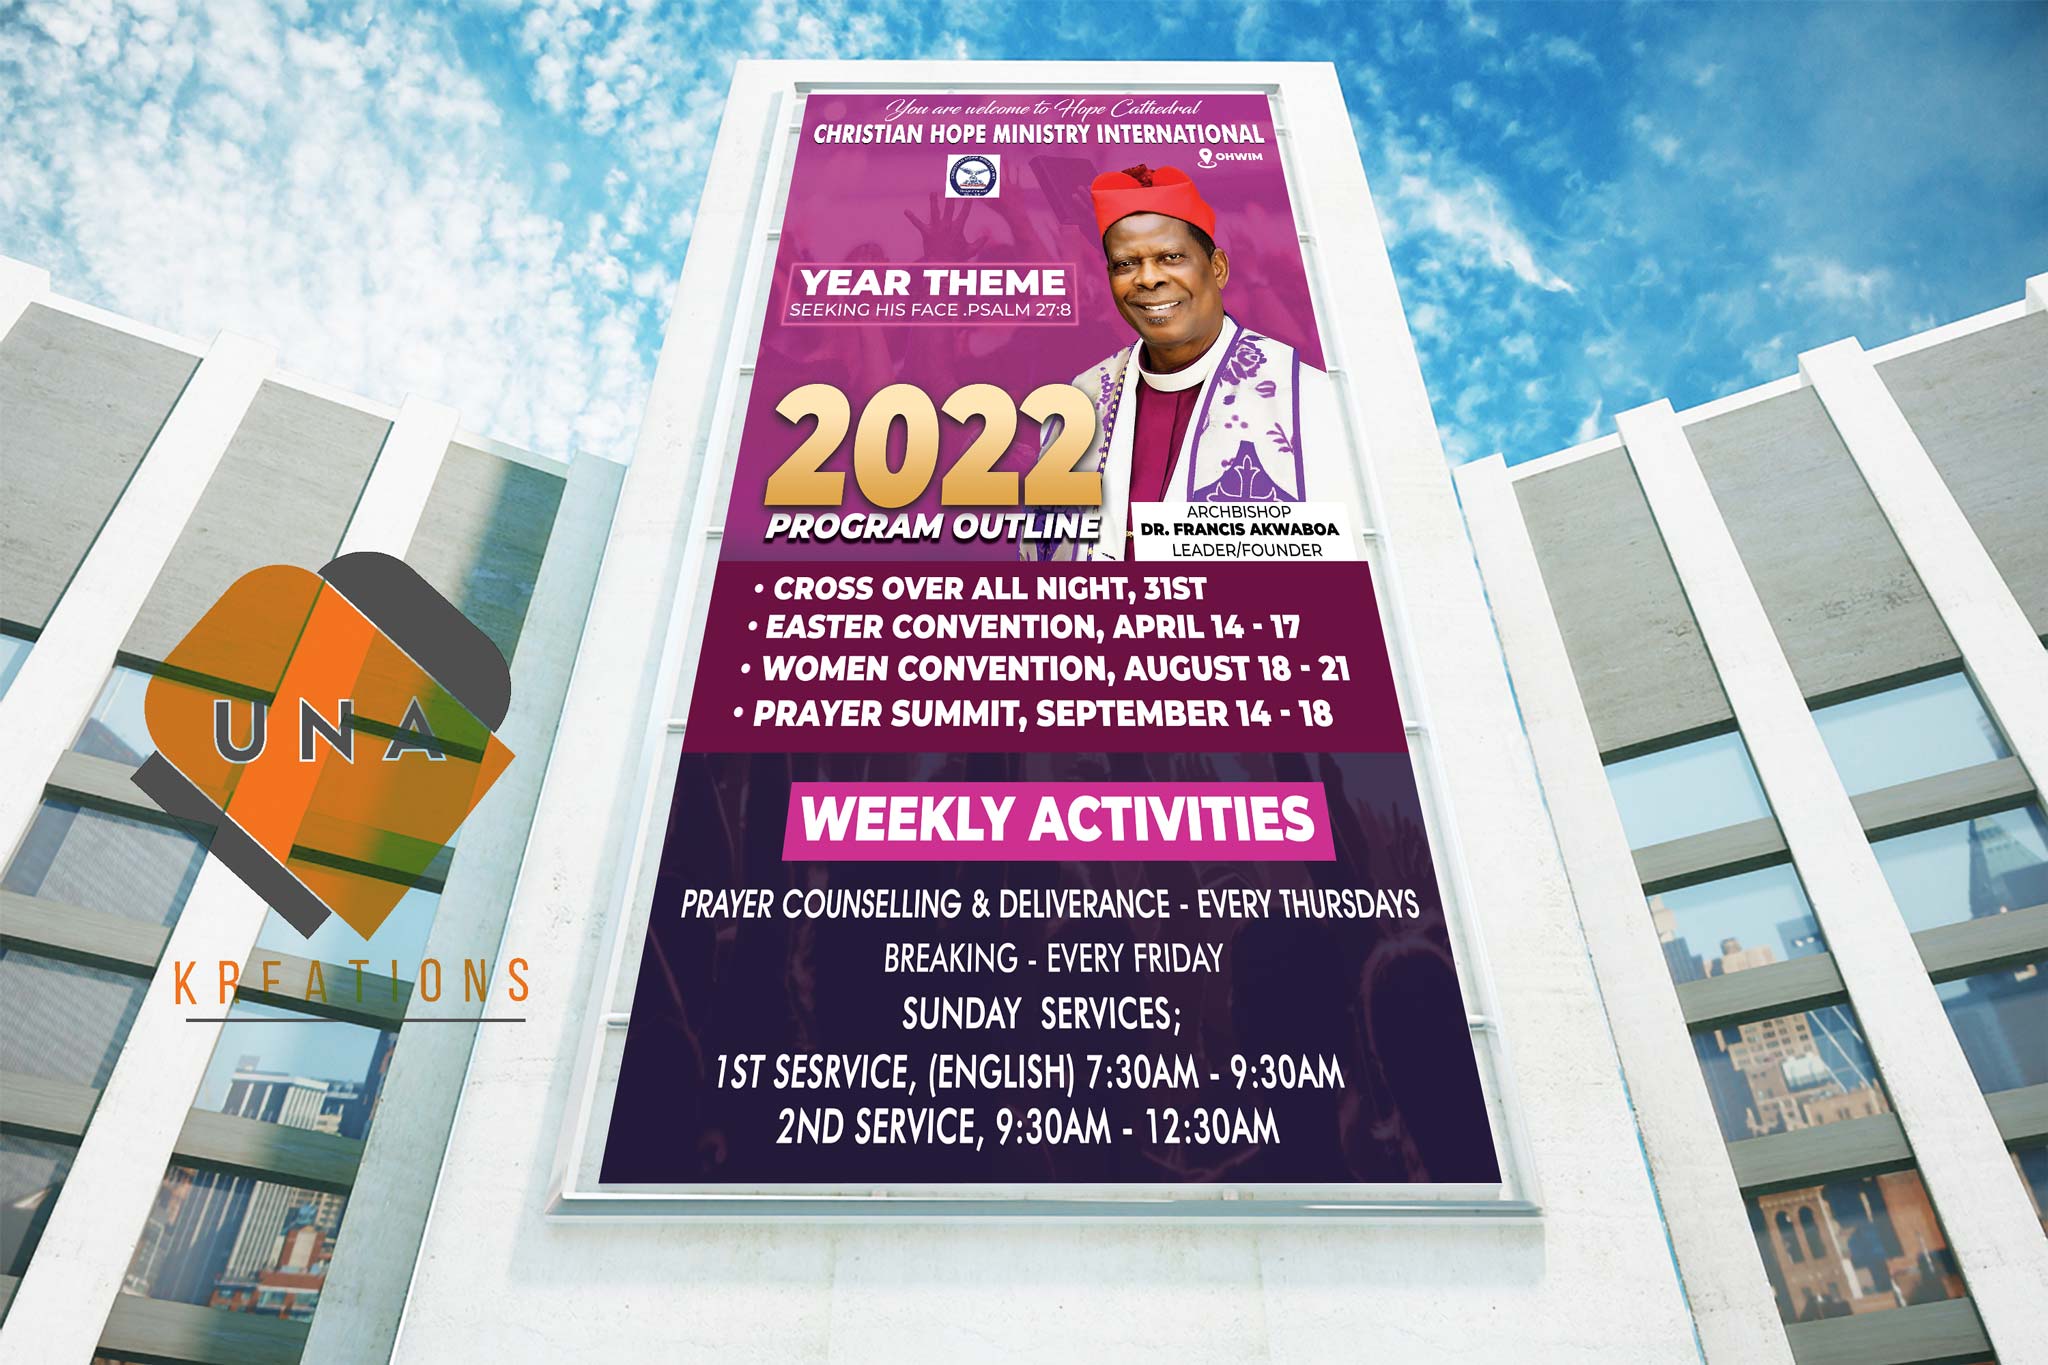 You are welcome to Hope Cathedral
CHRISTIAN HOPE MINISTRY INTERNATIONAL
OHWIM
YEAR THEME
SEEKING HIS FACE .PSALM 27:8
2022
PROGRAM OUTLINE
ARCHBISHOP
DR. FRANCIS AKWABOA
LEADER/FOUNDER
• CROSS OVER ALL NIGHT, 31ST
• EASTER CONVENTION, APRIL 14 - 17
• WOMEN CONVENTION, AUGUST 18 - 21
• PRAYER SUMMIT, SEPTEMBER 14 - 18
WEEKLY ACTIVITIES
PRAYER COUNSELLING & DELIVERANCE - EVERY THURSDAYS
BREAKING - EVERY FRIDAY
SUNDAY SERVICES;
1ST SESRVICE, (ENGLISH) 7:30AM - 9:30AM
2ND SERVICE, 9:30AM - 12:30AM
UNA
KREATIONS